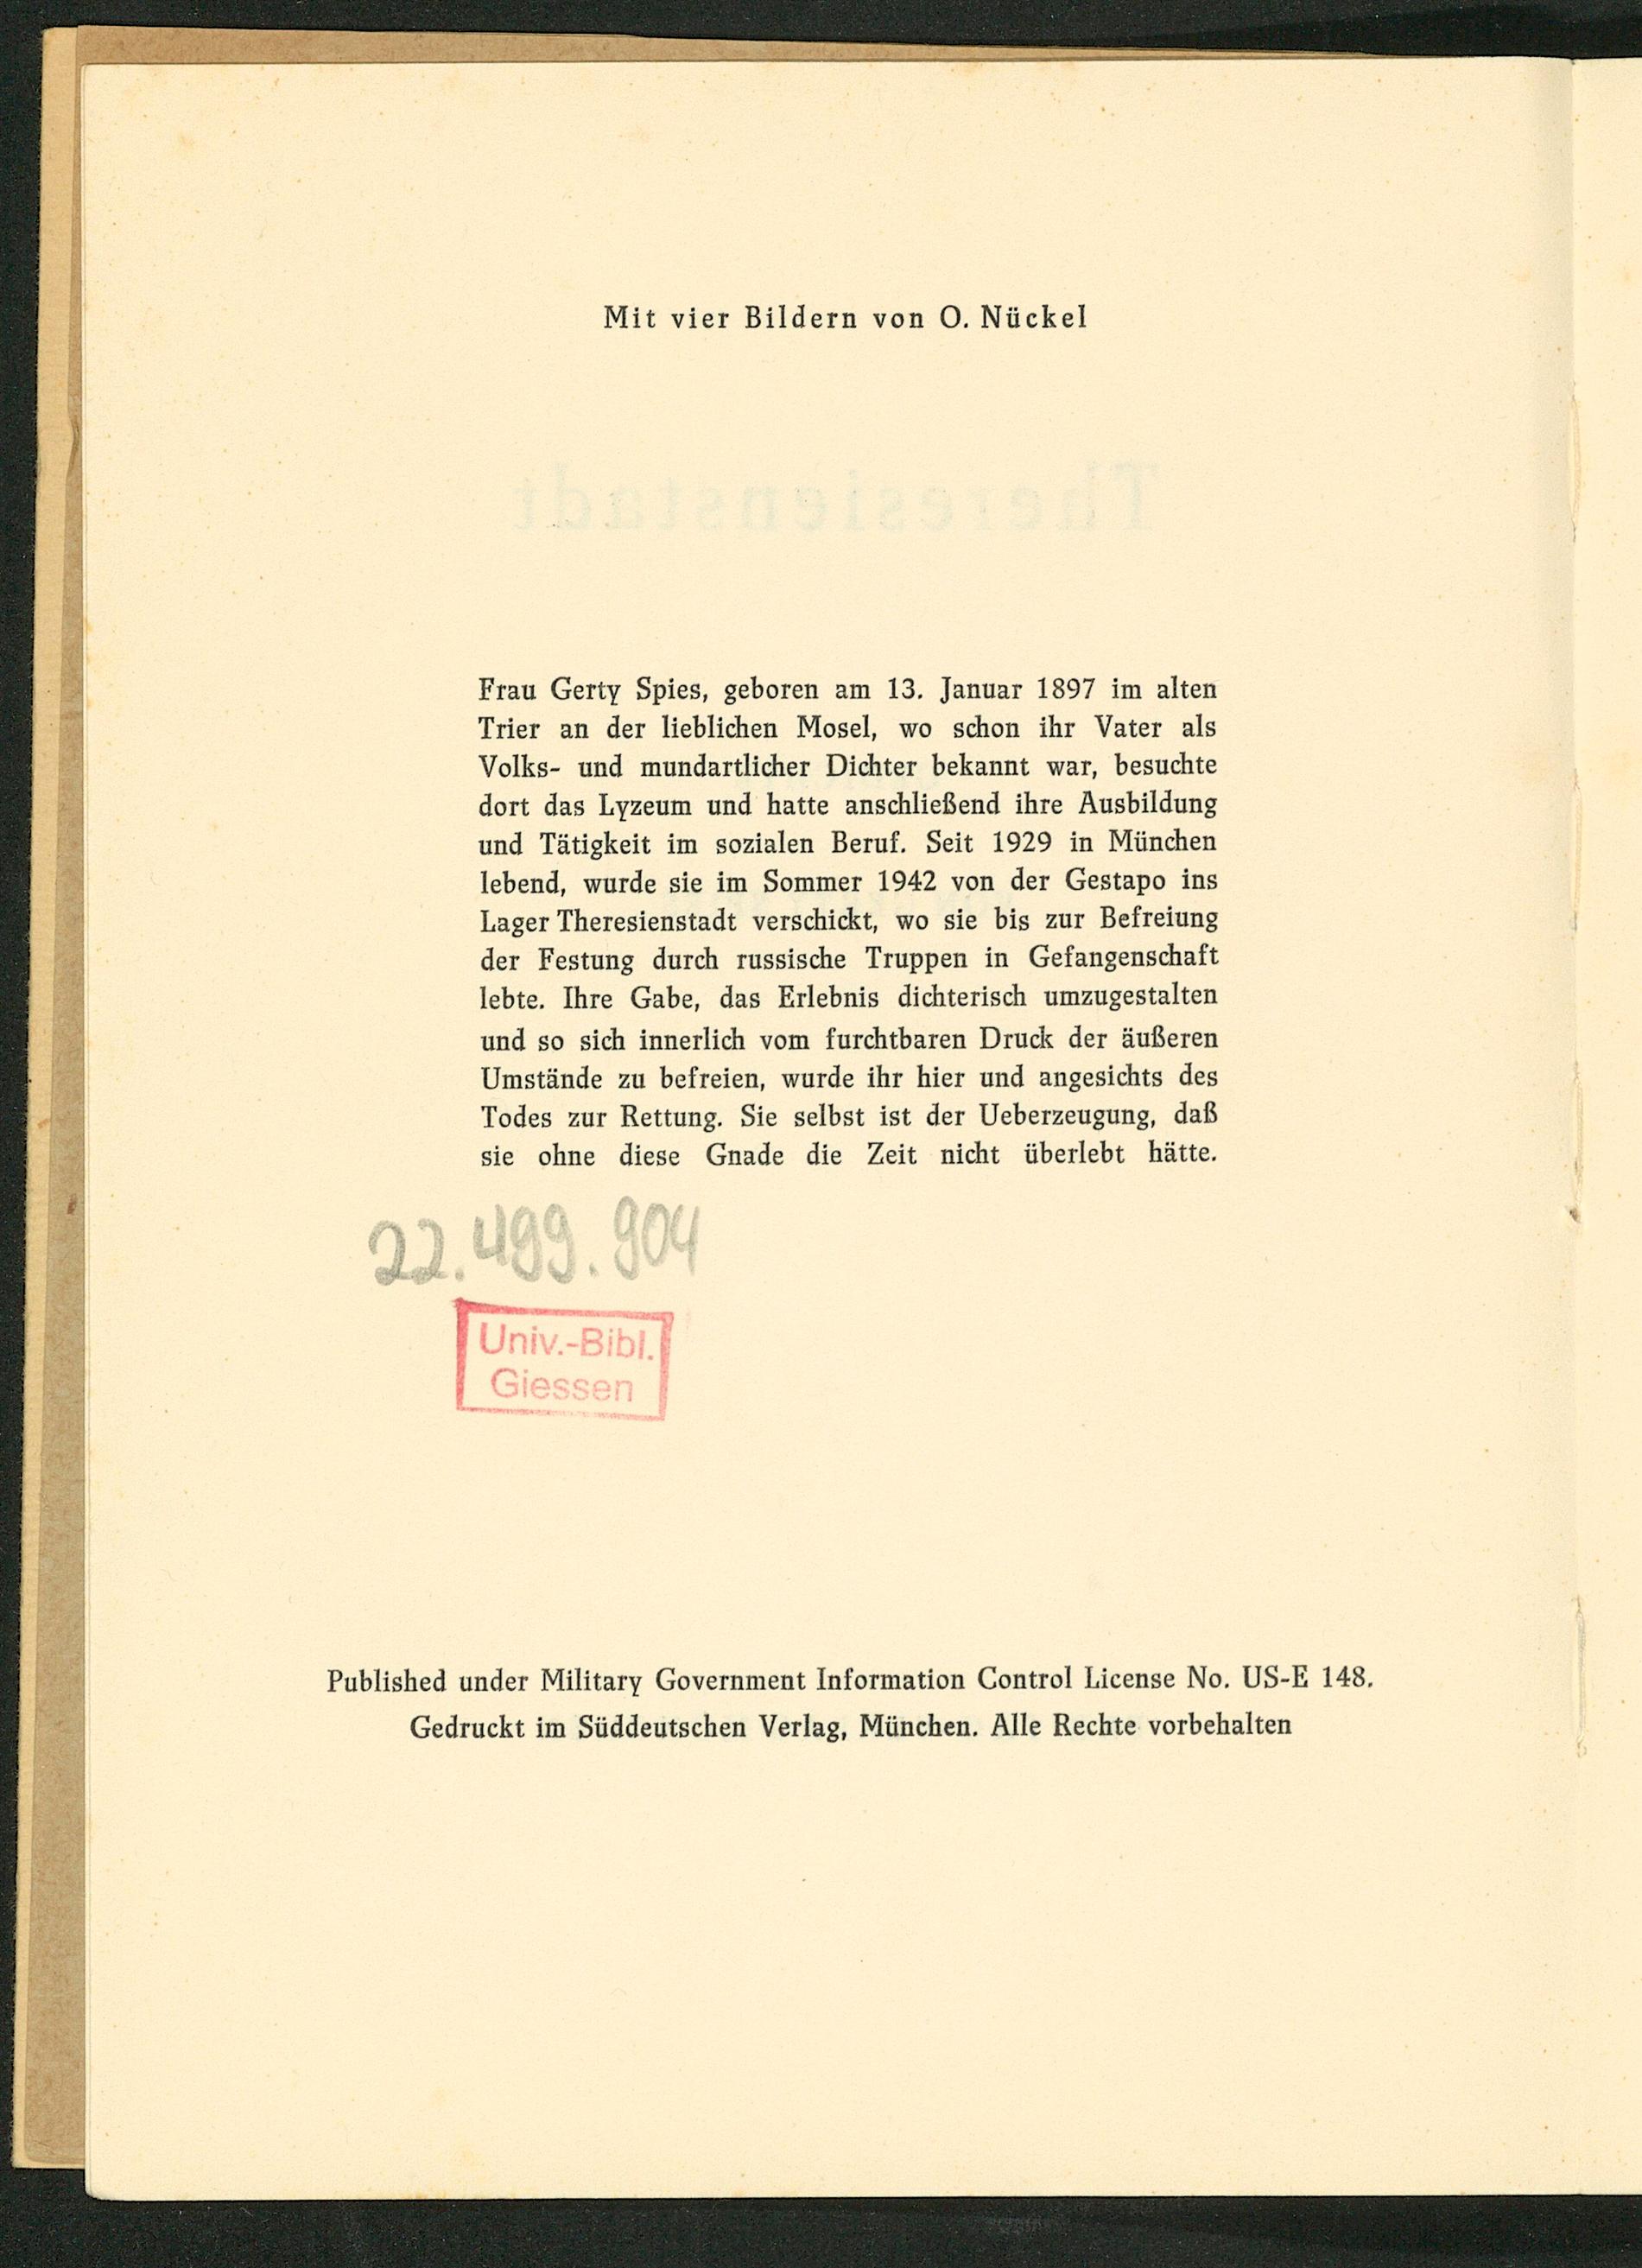 Mit vier Bildern von O. Nückel
Theresienstadt
Frau Gerty Spies, geboren am 13. Januar 1897 im alten
Trier an der lieblichen Mosel, wo schon ihr Vater als
Volks- und mundartlicher Dichter bekannt war, besuchte
dort das Lyzeum und hatte anschließend ihre Ausbildung
und Tätigkeit im sozialen Beruf. Seit 1929 in München
lebend, wurde sie im Sommer 1942 von der Gestapo ins
Lager Theresienstadt verschickt, wo sie bis zur Befreiung
der Festung durch russische Truppen in Gefangenschaft
lebte. Ihre Gabe, das Erlebnis dichterisch umzugestalten
und so sich innerlich vom furchtbaren Druck der äußeren
Umstände zu befreien, wurde ihr hier und angesichts des
Todes zur Rettung. Sie selbst ist der Ueberzeugung, daß
sie ohne diese Gnade die Zeit nicht überlebt hätte.
22.499.904
Univ.-Bibl.
Giessen
Published under Military Government Information Control License No. US-E 148.
Gedruckt im Süddeutschen Verlag, München. Alle Rechte vorbehalten